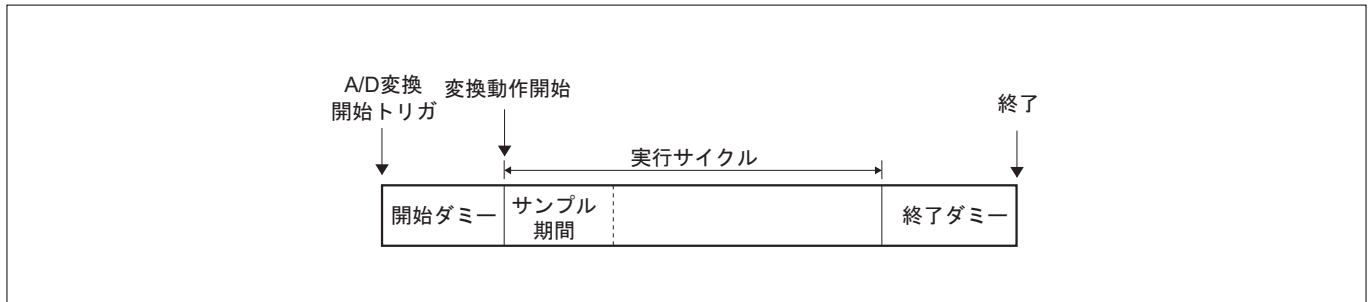 A/D変換
開始トリガ
変換動作開始
終了
実行サイクル
開始ダミー
サンプル
期間
終了ダミー